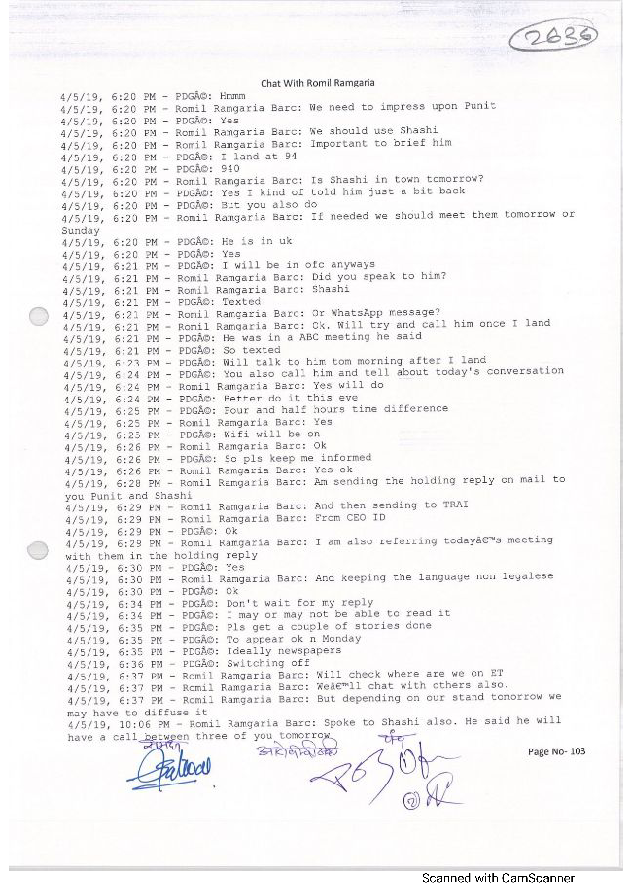 2636
Chat With Romil Ramgaria
4/5/19, 6:20 PM - PDGÂ©: Hmmm
4/5/19, 6:20 PM - Romil Ramgaria Barc: We need to impress upon Punit
4/5/19, 6:20 PM - PDGÂ©: Yes
4/5/19, 6:20 PM - Romil Ramgaria Barc: We should use Shashi
4/5/19, 6:20 PM - Romil Ramgaria Barc: Important to brief him
4/5/19, 6:20 PM - PDGÂ©: I land at 94
4/5/19, 6:20 PM - PDGÂ©: 940
4/5/19, 6:20 PM - Romil Ramgaria Barc: Is Shashi in town tomorrow?
4/5/19, 6:20 PM - PDGÂ©: Yes I kind of told him just a bit back
4/5/19, 6:20 PM - PDGÂ©: But you also do
4/5/19, 6:20 PM - Romil Ramgaria Barc: If needed we should meet them tomorrow or
Sunday
4/5/19, 6:20 PM - PDGÂ©: He is in uk
4/5/19, 6:20 PM - PDGÂ©: Yes
4/5/19, 6:21 PM - PDGÂ©: I will be in ofc anyways
4/5/19, 6:21 PM - Romil Ramgaria Barc: Did you speak to him?
4/5/19, 6:21 PM - Romil Ramgaria Barc: Shashi
4/5/19, 6:21 PM - PDGÂ©: Texted
4/5/19, 6:21 PM - Romil Ramgaria Barc: Or WhatsApp message?
4/5/19, 6:21 PM - Romil Ramgaria Barc: Ok. Will try and call him once I land
4/5/19, 6:21 PM - PDGÂ©: He was in a ABC meeting he said
4/5/19, 6:21 PM - PDGÂ©: So texted
4/5/19, 6:23 PM - PDGÂ©: Will talk to him tom morning after I land
4/5/19, 6:24 PM - PDGÂ©: You also call him and tell about today's conversation
4/5/19, 6:24 PM - Romil Ramgaria Barc: Yes will do
4/5/19, 6:24 PM - PDGÂ©: Better do it this eve
4/5/19, 6:25 PM - PDGÂ©: Four and half hours time difference
4/5/19, 6:25 PM - Romil Ramgaria Barc: Yes
4/5/19, 6:25 PM - PDGÂ©: Wifi will be on
4/5/19, 6:26 PM - Romil Ramgaria Barc: Ok
4/5/19, 6:26 PM - PDGÂ©: So pls keep me informed
4/5/19, 6:26 PM - Romil Ramgaria Barc: Yes ok
4/5/19, 6:28 PM - Romil Ramgaria Barc: Am sending the holding reply on mail to
you Punit and Shashi
4/5/19, 6:29 PM - Romil Ramgaria Barc: And then sending to TRAI
4/5/19, 6:29 PM - Romil Ramgaria Barc: From CEO ID
4/5/19, 6:29 PM - PDGÂ©: Ok
4/5/19, 6:29 PM - Romil Ramgaria Barc: I am also referring todayâ€™s meeting
with them in the holding reply
4/5/19, 6:30 PM - PDGÂ©: Yes
4/5/19, 6:30 PM - Romil Ramgaria Barc: And keeping the language non legalese
4/5/19, 6:30 PM - PDGÂ©: Ok
4/5/19, 6:34 PM - PDGÂ©: Don't wait for my reply
4/5/19, 6:34 PM - PDGÂ©: I may or may not be able to read it
4/5/19, 6:35 PM - PDGÂ©: Pls get a couple of stories done
4/5/19, 6:35 PM - PDGÂ©: To appear ok n Monday
4/5/19, 6:35 PM - PDGÂ©: Ideally newspapers
4/5/19, 6:36 PM - PDGÂ©: Switching off
4/5/19, 6:37 PM - Romil Ramgaria Barc: Will check where are we on ET
4/5/19, 6:37 PM - Romil Ramgaria Barc: Weâ€™ll chat with others also.
4/5/19, 6:37 PM - Romil Ramgaria Barc: But depending on our stand tomorrow we
may have to diffuse it
4/5/19, 10:06 PM - Romil Ramgaria Barc: Spoke to Shashi also. He said he will
have a call between three of you tomorrow
पंच
Page No- 103
Scanned with CamScanner